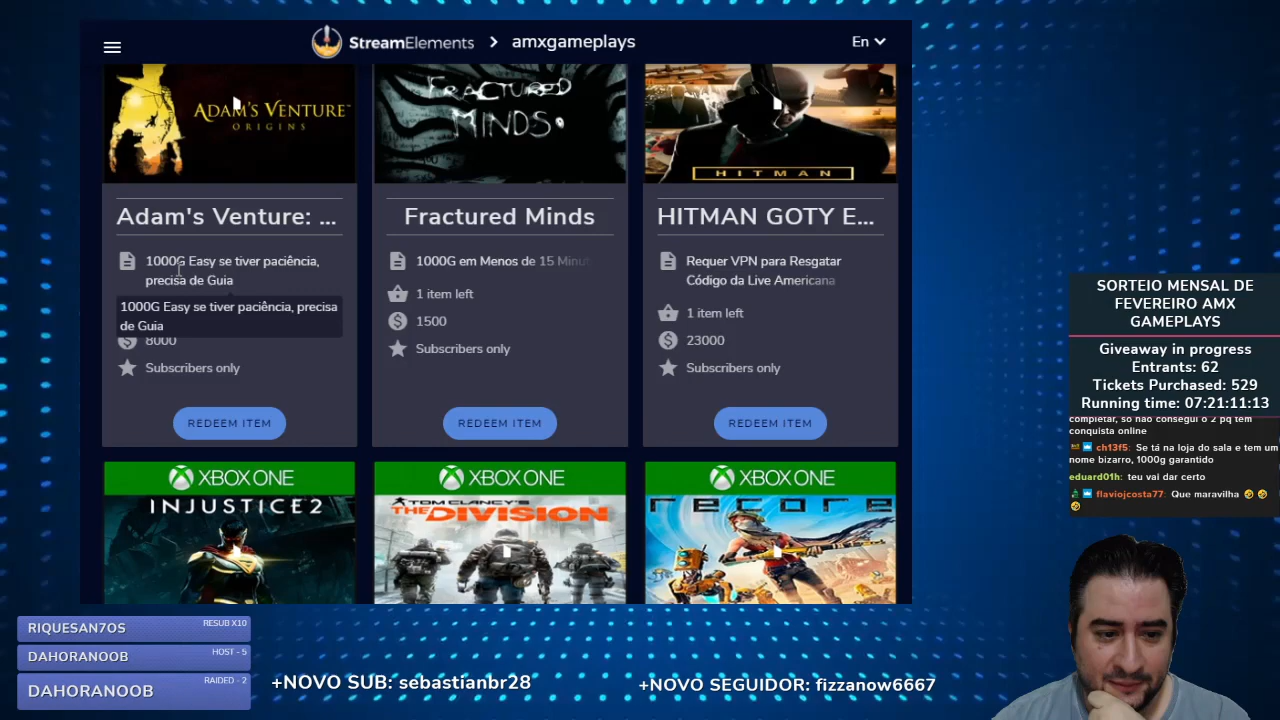 StreamElements > amxgameplays
En
ADAM'S VENTURE
ORIGINS
FRACTURED
MINDS
HITMAN
Adam's Venture: ...
1000G Easy se tiver paciência,
precisa de Guia
1000G Easy se tiver paciência, precisa
de Guia
8000
Subscribers only
REDEEM ITEM
Fractured Minds
1000G em Menos de 15 Minut
1 item left
1500
Subscribers only
REDEEM ITEM
HITMAN GOTY E...
Requer VPN para Resgatar
Código da Live Americana
1 item left
23000
Subscribers only
REDEEM ITEM
XBOX ONE
INJUSTICE 2
XBOX ONE
TOM CLANCY'S
THE DIVISION
XBOX ONE
recore
SORTEIO MENSAL DE
FEVEREIRO AMX
GAMEPLAYS
Giveaway in progress
Entrants: 62
Tickets Purchased: 529
Running time: 07:21:11:13
completar, so nao consegui o 2 pq tem
conquista online
ch13f5: Se tá na loja do sala e tem um
nome bizarro, 1000g garantido
eduard01h: teu vai dar certo
flaviojcosta77: Que maravilha
RIQUESAN7OS RESUB X10
DAHORANOOB HOST - 5
DAHORANOOB RAIDED - 2
+NOVO SUB: sebastianbr28
+NOVO SEGUIDOR: fizzanow6667